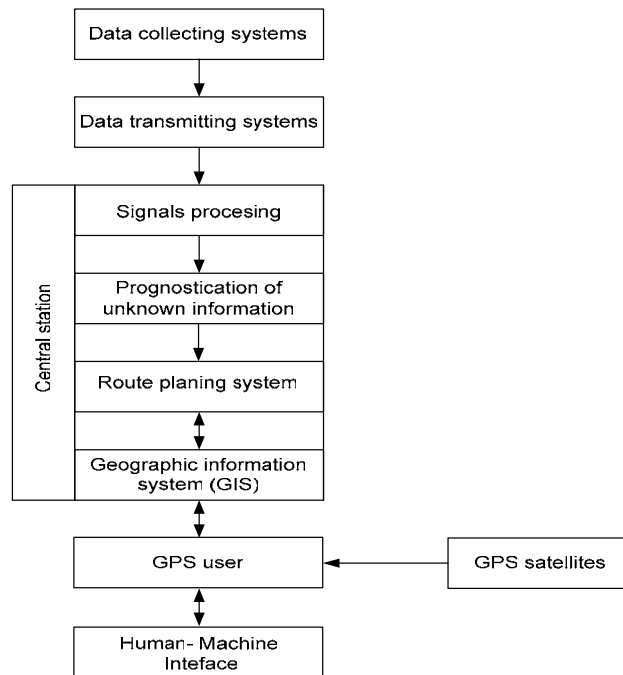 Data collecting systems
Data transmitting systems
Central station
Signals procesing
Prognostication of
unknown information
Route planing system
Geographic information
system (GIS)
GPS user
GPS satellites
Human- Machine
Inteface